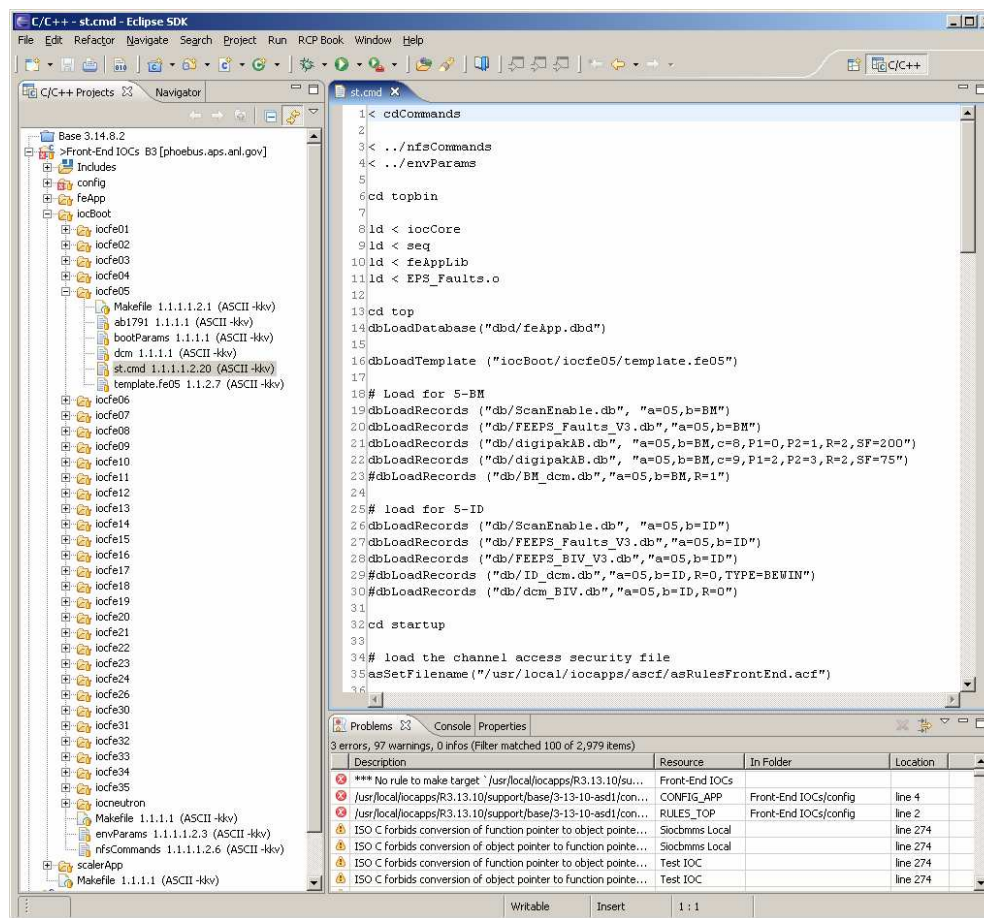 C/C++ - st.cmd - Eclipse SDK
File Edit Refactor Navigate Search Project Run RCP Book Window Help
C/C++
C/C++ Projects Navigator
Base 3.14.8.2
>Front-End IOCs B3 [phoebus.aps.anl.gov]
Includes
config
feApp
iocBoot
iocfe01
iocfe02
iocfe03
iocfe04
iocfe05
Makefile 1.1.1.1.2.1 (ASCII -kkv)
ab1791 1.1.1.1 (ASCII -kkv)
bootParams 1.1.1.1 (ASCII -kkv)
dcm 1.1.1.1 (ASCII -kkv)
st.cmd 1.1.1.1.2.20 (ASCII -kkv)
template.fe05 1.1.2.7 (ASCII -kkv)
iocfe06
iocfe07
iocfe08
iocfe09
iocfe10
iocfe11
iocfe12
iocfe13
iocfe14
iocfe15
iocfe16
iocfe17
iocfe18
iocfe19
iocfe20
iocfe21
iocfe22
iocfe23
iocfe24
iocfe26
iocfe30
iocfe31
iocfe32
iocfe33
iocfe34
iocfe35
iocneutron
Makefile 1.1.1.1 (ASCII -kkv)
envParams 1.1.1.1.2.3 (ASCII -kkv)
nfsCommands 1.1.1.1.2.6 (ASCII -kkv)
scalerApp
Makefile 1.1.1.1 (ASCII -kkv)
st.cmd
1 < cdCommands
2
3 < ../nfsCommands
4 < ../envParams
5
6 cd topbin
7
8 ld < iocCore
9 ld < seq
10 ld < feAppLib
11 ld < EPS_Faults.o
12
13 cd top
14 dbLoadDatabase("dbd/feApp.dbd")
15
16 dbLoadTemplate ("iocBoot/iocfe05/template.fe05")
17
18 # Load for 5-BM
19 dbLoadRecords ("db/ScanEnable.db", "a=05,b=BM")
20 dbLoadRecords ("db/FEEPS_Faults_V3.db","a=05,b=BM")
21 dbLoadRecords ("db/digipakAB.db", "a=05,b=BM,c=8,P1=0,P2=1,R=2,SF=200")
22 dbLoadRecords ("db/digipakAB.db", "a=05,b=BM,c=9,P1=2,P2=3,R=2,SF=75")
23 #dbLoadRecords ("db/BM_dcm.db","a=05,b=BM,R=1")
24
25 # load for 5-ID
26 dbLoadRecords ("db/ScanEnable.db", "a=05,b=ID")
27 dbLoadRecords ("db/FEEPS_Faults_V3.db","a=05,b=ID")
28 dbLoadRecords ("db/FEEPS_BIV_V3.db","a=05,b=ID")
29 #dbLoadRecords ("db/ID_dcm.db","a=05,b=ID,R=0,TYPE=BEWIN")
30 #dbLoadRecords ("db/dcm_BIV.db","a=05,b=ID,R=0")
31
32 cd startup
33
34 # load the channel access security file
35 asSetFilename("/usr/local/iocapps/ascf/asRulesFrontEnd.acf")
36
Problems Console Properties
3 errors, 97 warnings, 0 infos (Filter matched 100 of 2,979 items)
Description Resource In Folder Location
*** No rule to make target `/usr/local/iocapps/R3.13.10/su... Front-End IOCs
/usr/local/iocapps/R3.13.10/support/base/3-13-10-asd1/con... CONFIG_APP Front-End IOCs/config line 4
/usr/local/iocapps/R3.13.10/support/base/3-13-10-asd1/con... RULES_TOP Front-End IOCs/config line 2
ISO C forbids conversion of function pointer to object pointe... Siocbmms Local line 274
ISO C forbids conversion of object pointer to function pointe... Siocbmms Local line 274
ISO C forbids conversion of function pointer to object pointe... Test IOC line 274
ISO C forbids conversion of object pointer to function pointe... Test IOC line 274
Writable Insert 1 : 1